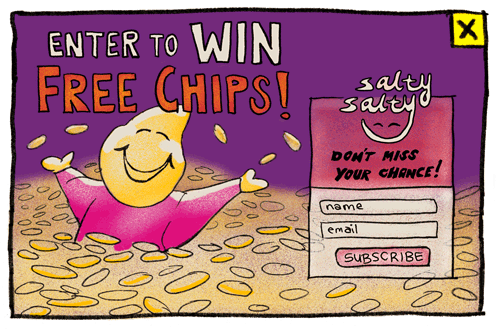 ENTER TO WIN
FREE CHIPS!
X
salty
salty
DON'T MISS
YOUR CHANCE!
name
email
SUBSCRIBE